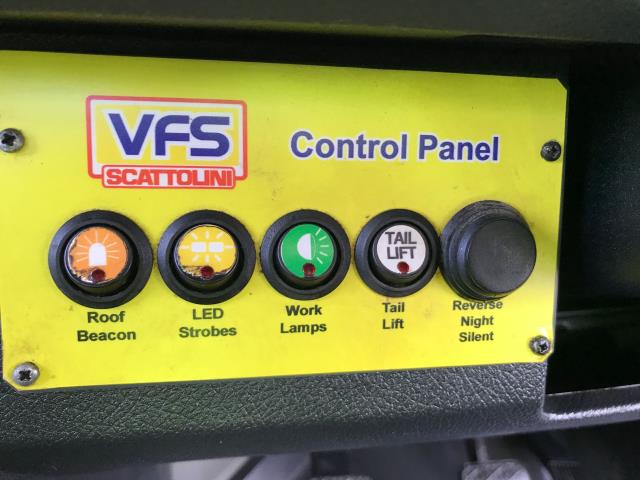 VFS
SCATTOLINI
Control Panel
TAIL
LIFT
Roof
Beacon
LED
Strobes
Work
Lamps
Tail
Lift
Reverse
Night
Silent